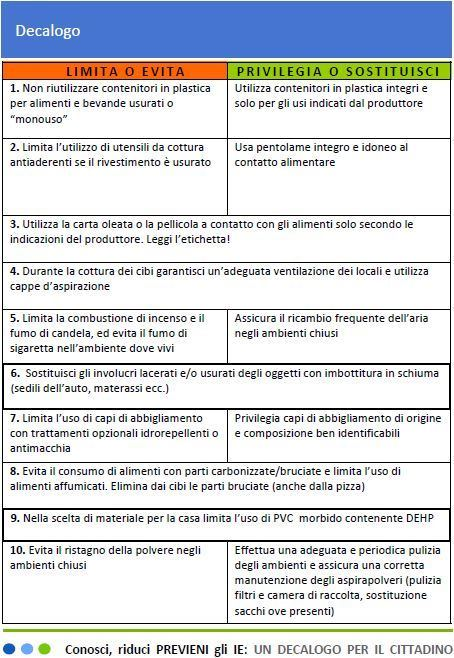 Decalogo
LIMITA O EVITA
PRIVILEGIA O SOSTITUISCI
1. Non riutilizzare contenitori in plastica
per alimenti e bevande usurati o
“monouso”
Utilizza contenitori in plastica integri e
solo per gli usi indicati dal produttore
2. Limita l’utilizzo di utensili da cottura
antiaderenti se il rivestimento è usurato
Usa pentolame integro e idoneo al
contatto alimentare
3. Utilizza la carta oleata o la pellicola a contatto con gli alimenti solo secondo le
indicazioni del produttore. Leggi l’etichetta!
4. Durante la cottura dei cibi garantisci un’adeguata ventilazione dei locali e utilizza
cappe d’aspirazione
5. Limita la combustione di incenso e il
fumo di candela, ed evita il fumo di
sigaretta nell’ambiente dove vivi
Assicura il ricambio frequente dell’aria
negli ambienti chiusi
6. Sostituisci gli involucri lacerati e/o usurati degli oggetti con imbottitura in schiuma
(sedili dell’auto, materassi ecc.)
7. Limita l’uso di capi di abbigliamento
con trattamenti opzionali idrorepellenti o
antimacchia
Privilegia capi di abbigliamento di origine
e composizione ben identificabili
8. Evita il consumo di alimenti con parti carbonizzate/bruciate e limita l’uso di
alimenti affumicati. Elimina dai cibi le parti bruciate (anche dalla pizza)
9. Nella scelta di materiale per la casa limita l’uso di PVC morbido contenente DEHP
10. Evita il ristagno della polvere negli
ambienti chiusi
Effettua una adeguata e periodica pulizia
degli ambienti e assicura una corretta
manutenzione degli aspirapolveri (pulizia
filtri e camera di raccolta, sostituzione
sacchi ove presenti)
Conosci, riduci PREVIENI gli IE: UN DECALOGO PER IL CITTADINO